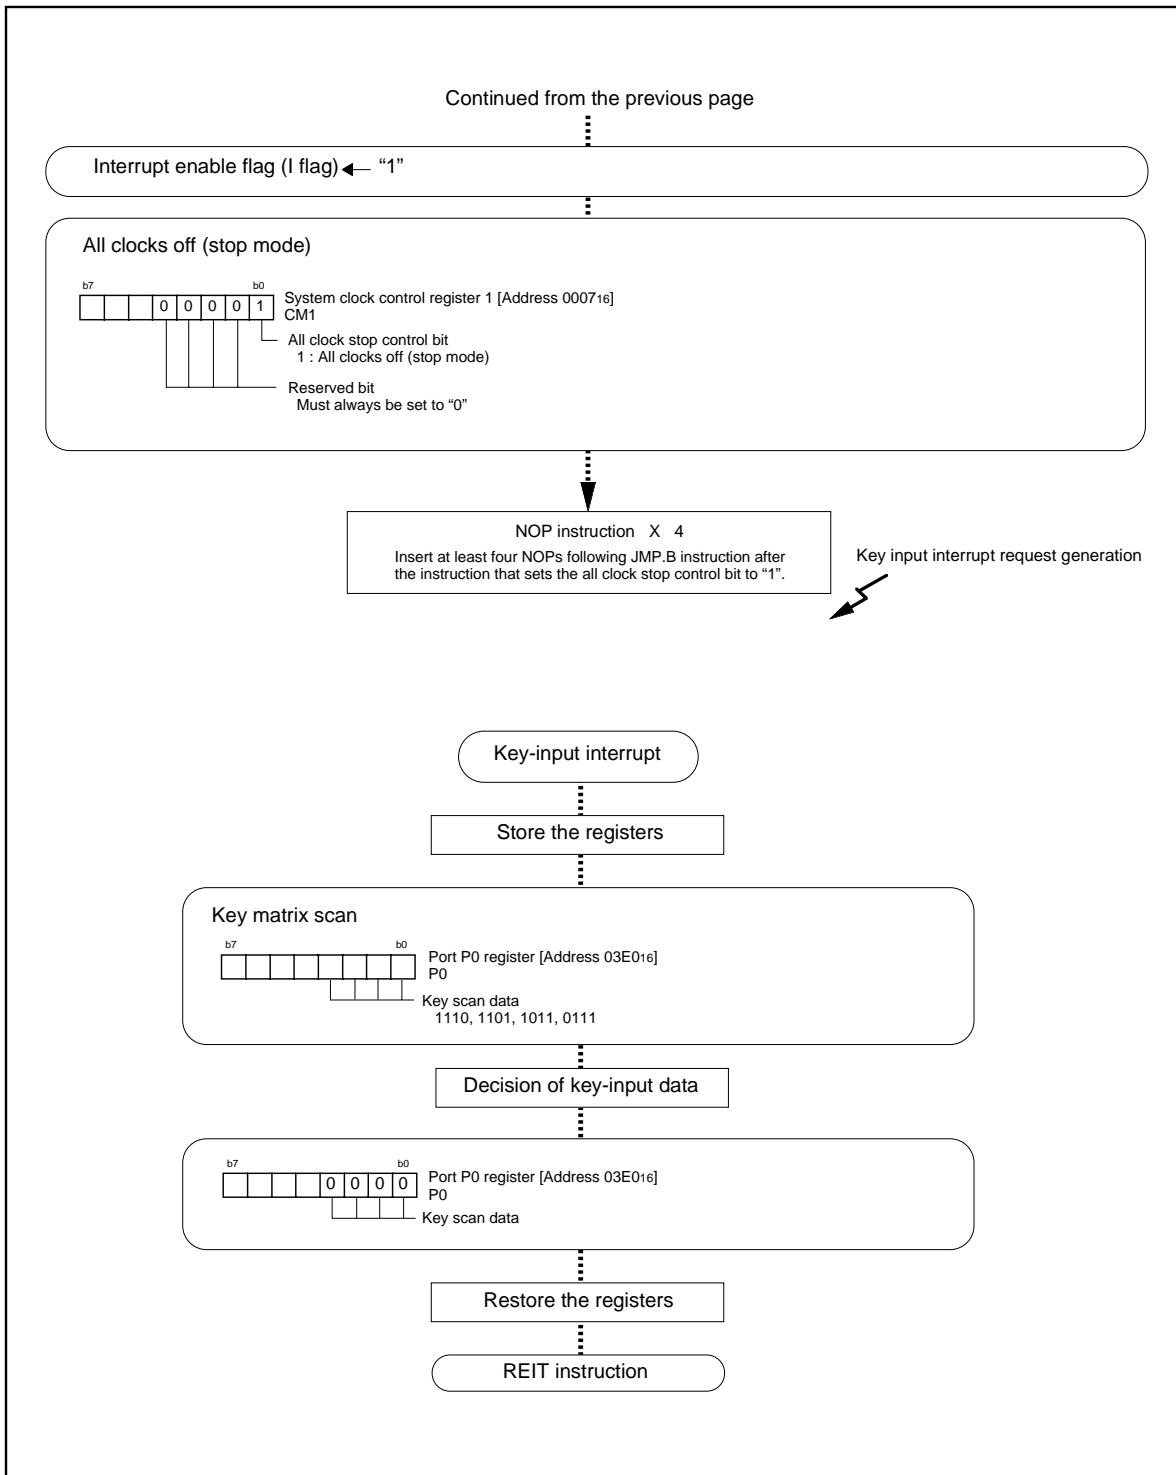 Continued from the previous page
Interrupt enable flag (I flag) ← “1”
All clocks off (stop mode)
b7 b0
0 0 0 0 1
System clock control register 1 [Address 000716]
CM1
All clock stop control bit
1 : All clocks off (stop mode)
Reserved bit
Must always be set to “0”
NOP instruction X 4
Insert at least four NOPs following JMP.B instruction after
the instruction that sets the all clock stop control bit to “1”.
Key input interrupt request generation
Key-input interrupt
Store the registers
Key matrix scan
b7 b0
Port P0 register [Address 03E016]
P0
Key scan data
1110, 1101, 1011, 0111
Decision of key-input data
b7 b0
0 0 0 0
Port P0 register [Address 03E016]
P0
Key scan data
Restore the registers
REIT instruction